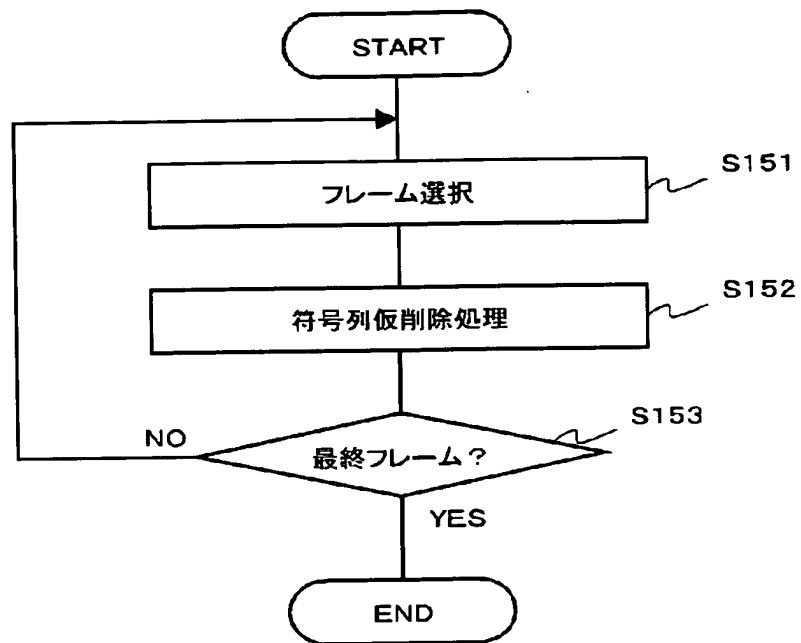 START
フレーム選択
S151
符号列仮削除処理
S152
最終フレーム?
S153
NO
YES
END